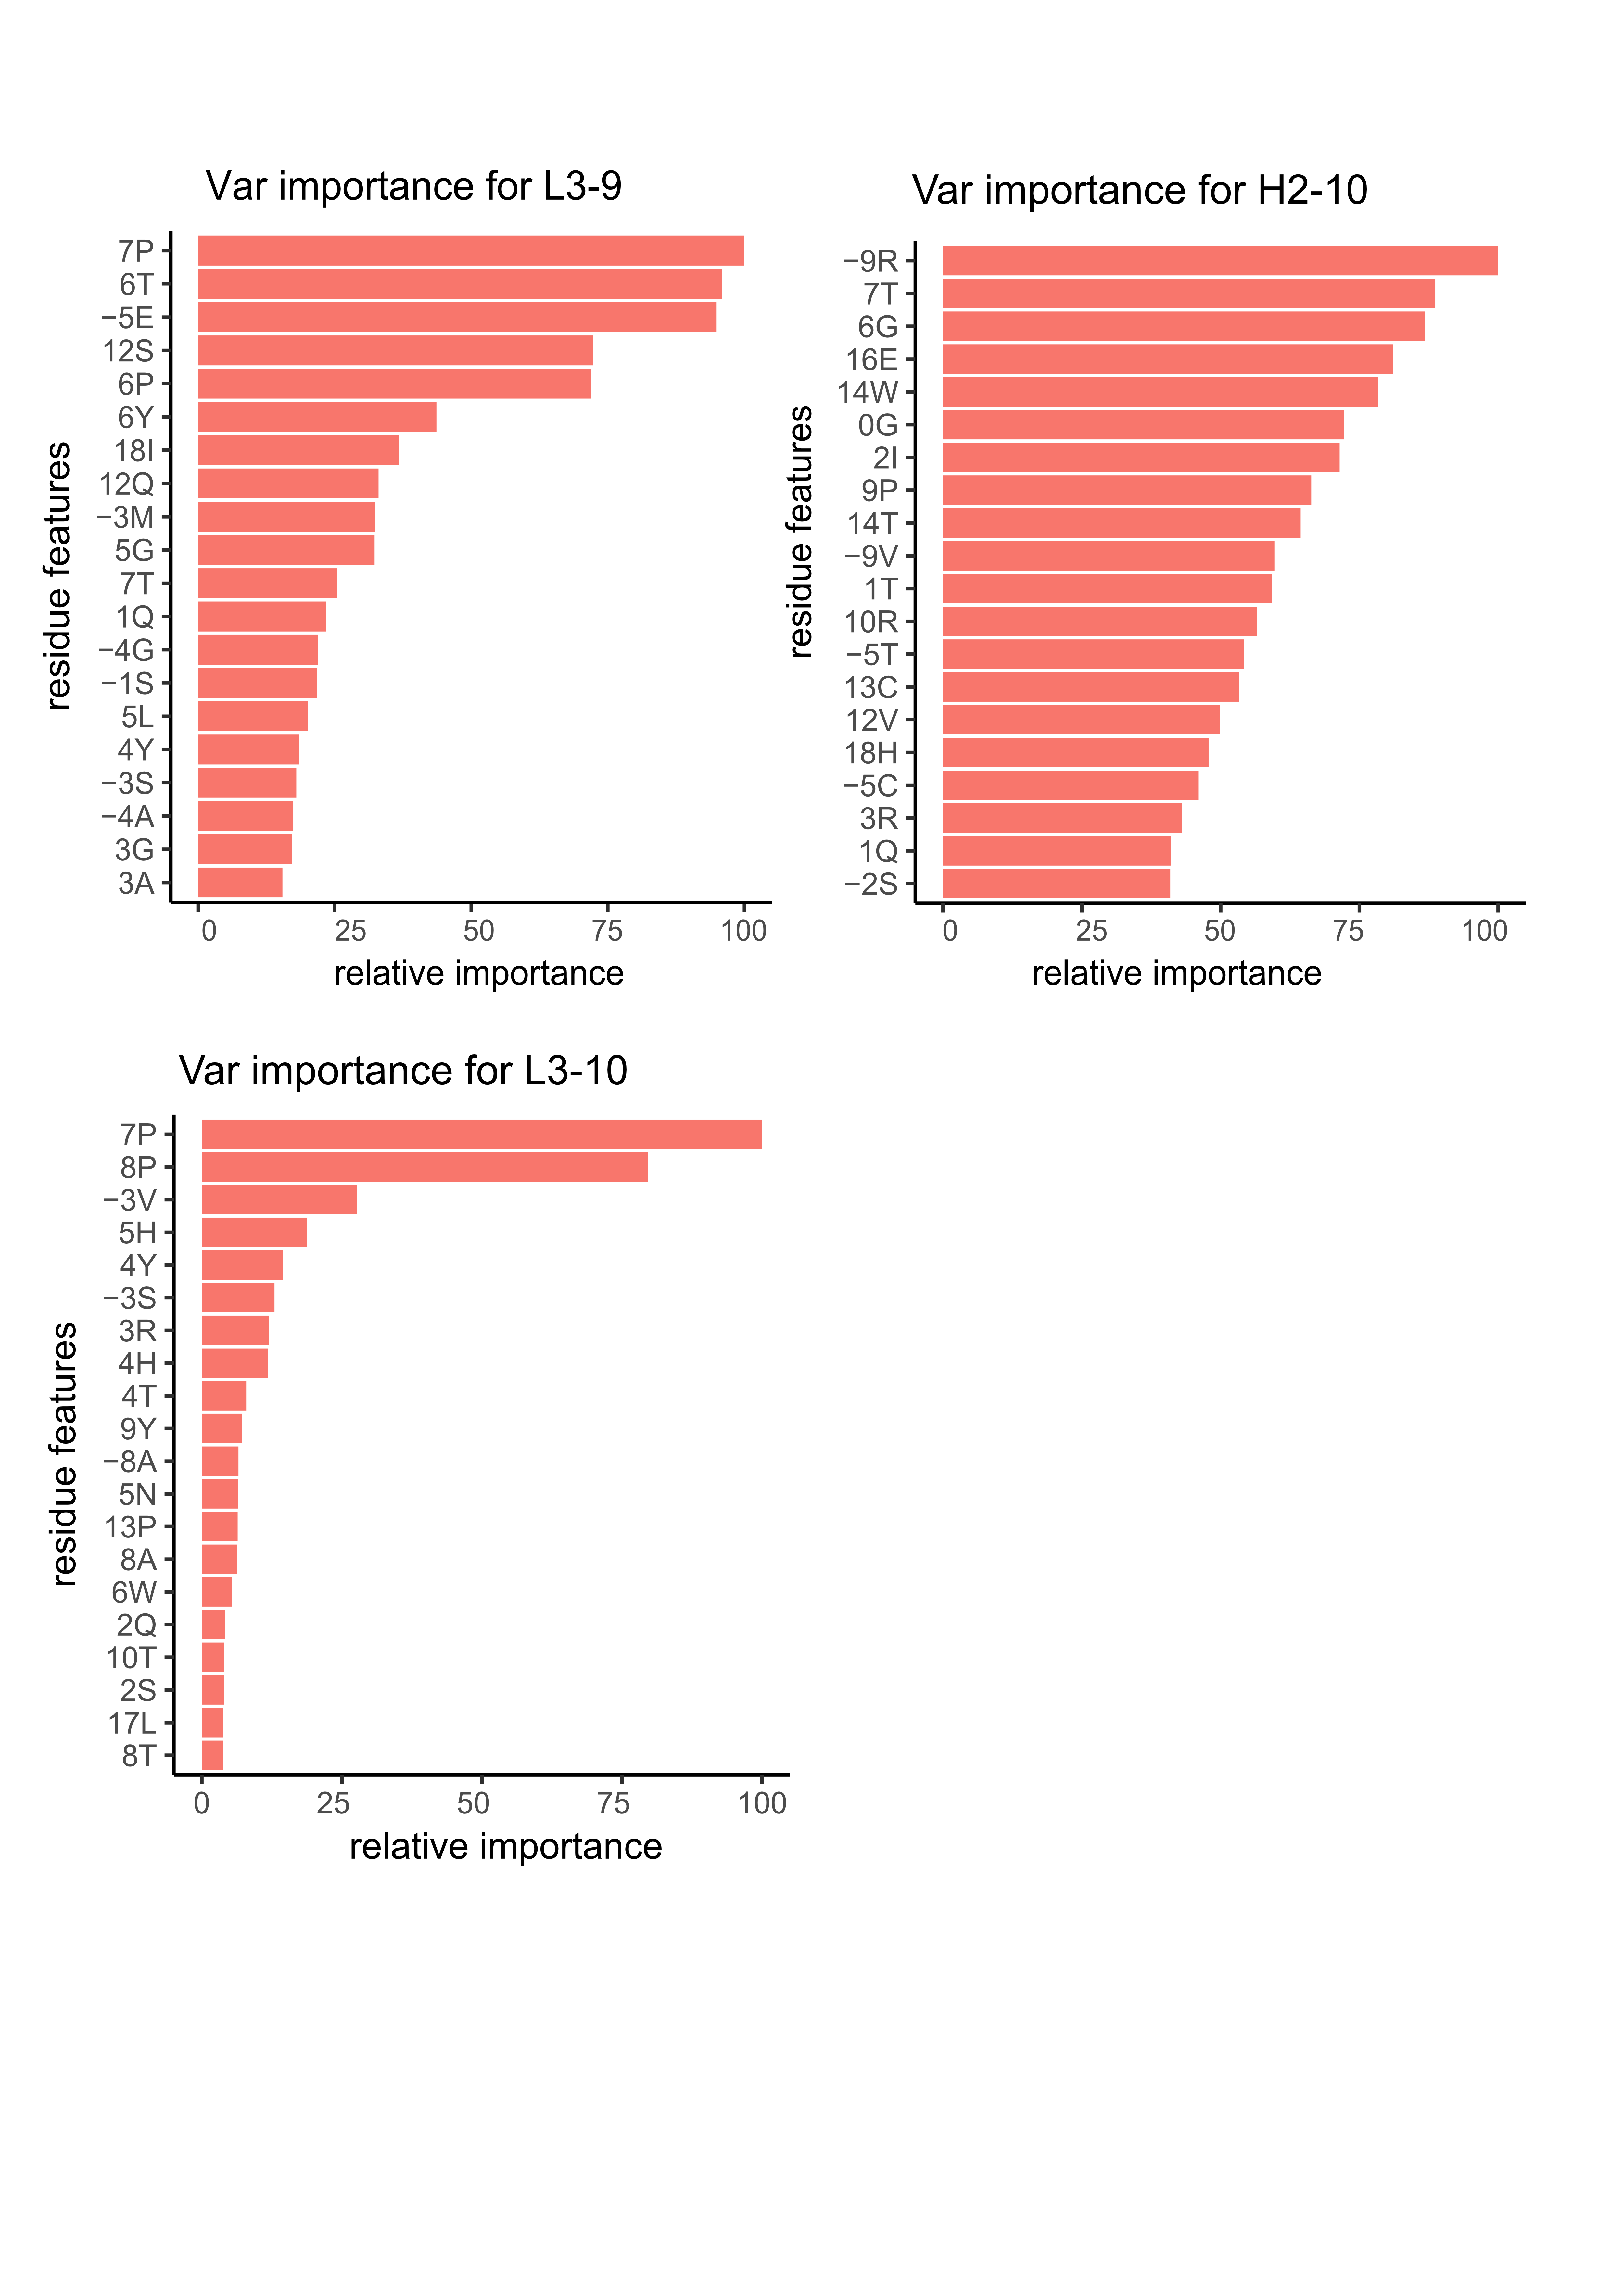 Var importance for L3-9
residue features
7P
6T
−5E
12S
6P
6Y
18I
12Q
−3M
5G
7T
1Q
−4G
−1S
5L
4Y
−3S
−4A
3G
3A
0 25 50 75 100
relative importance
Var importance for H2-10
residue features
−9R
7T
6G
16E
14W
0G
2I
9P
14T
−9V
1T
10R
−5T
13C
12V
18H
−5C
3R
1Q
−2S
0 25 50 75 100
relative importance
Var importance for L3-10
residue features
7P
8P
−3V
5H
4Y
−3S
3R
4H
4T
9Y
−8A
5N
13P
8A
6W
2Q
10T
2S
17L
8T
0 25 50 75 100
relative importance